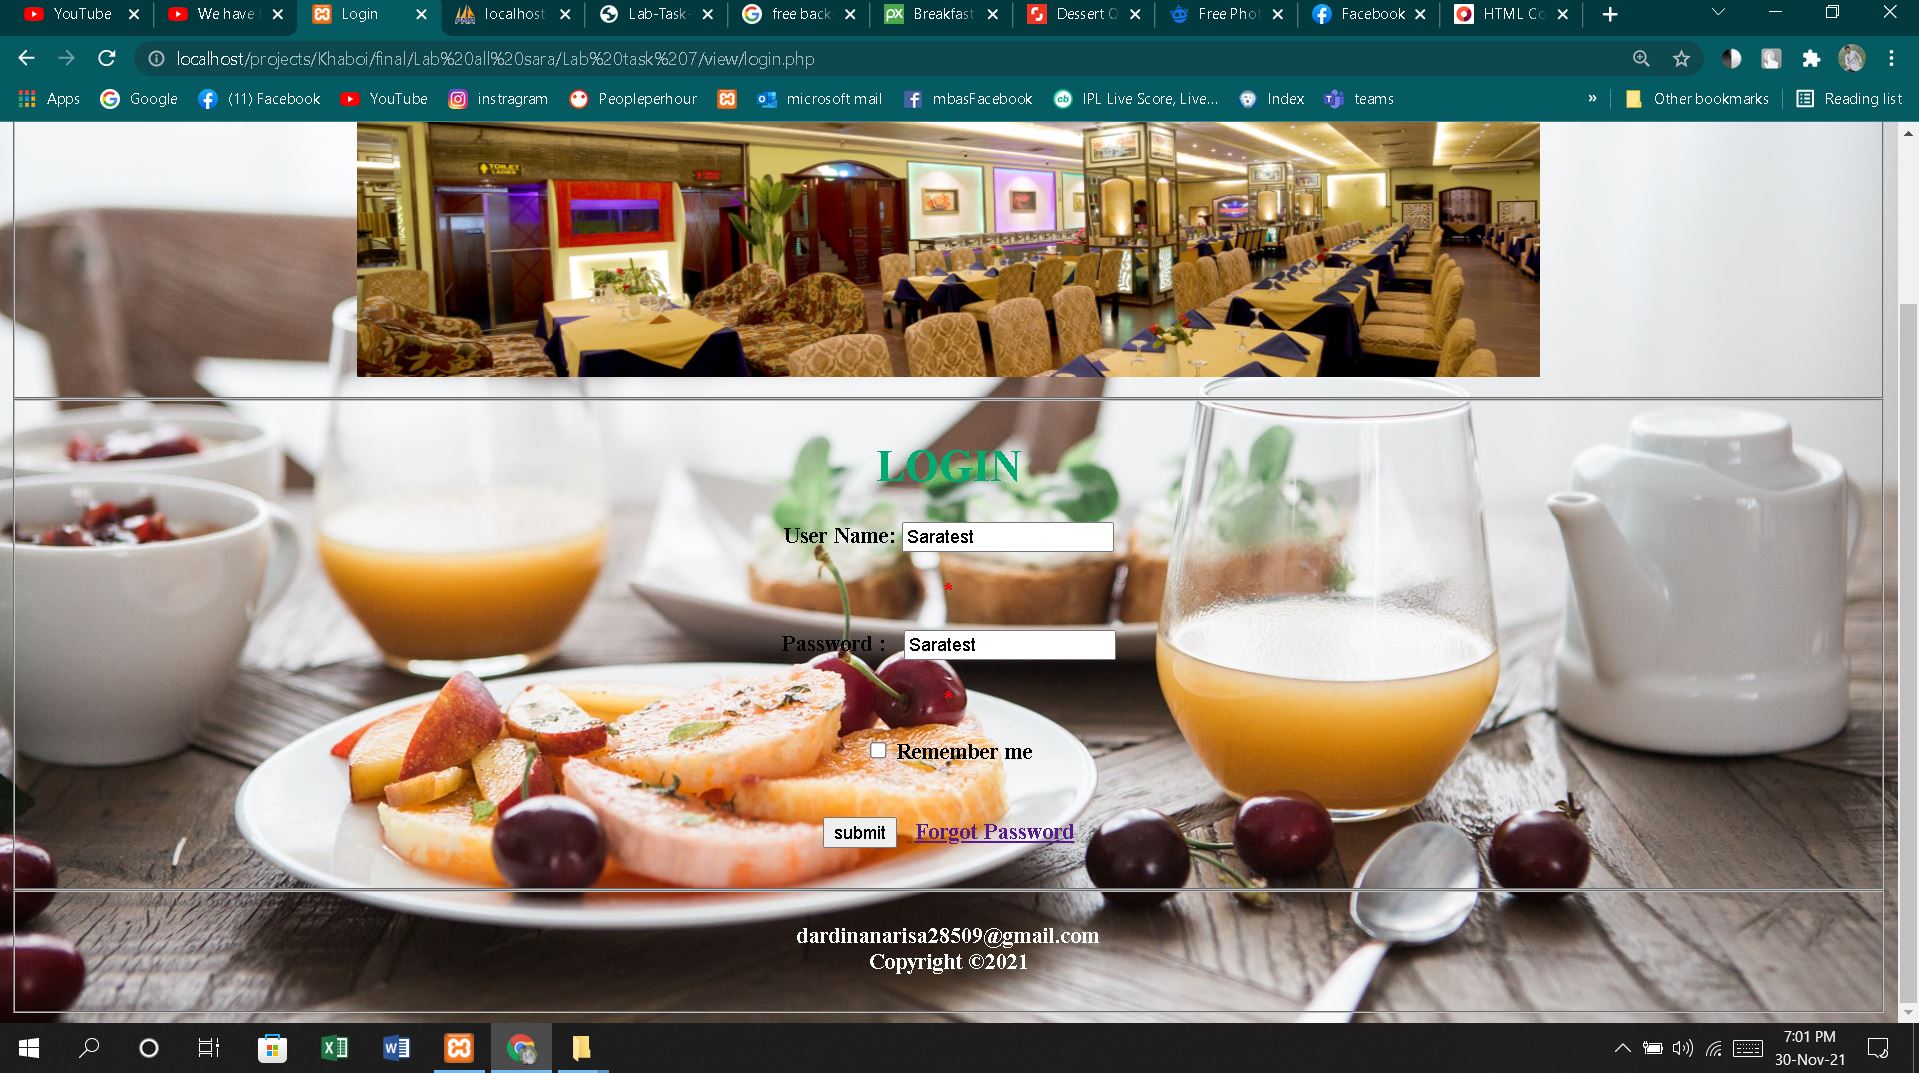 YouTube
We have
Login
localhost
Lab-Task-
free back
Breakfast
Dessert O
Free Phot
Facebook
HTML Co
localhost/projects/Khaboi/final/Lab%20all%20sara/Lab%20task%207/view/login.php
Apps
Google
(11) Facebook
YouTube
instragram
Peopleperhour
microsoft mail
mbasFacebook
IPL Live Score, Live...
Index
teams
»
Other bookmarks
Reading list
TOILET
LADIES
LOGIN
User Name: Saratest
*
Password : Saratest
*
Remember me
submit Forgot Password
dardinanarisa28509@gmail.com
Copyright ©2021
7:01 PM
30-Nov-21